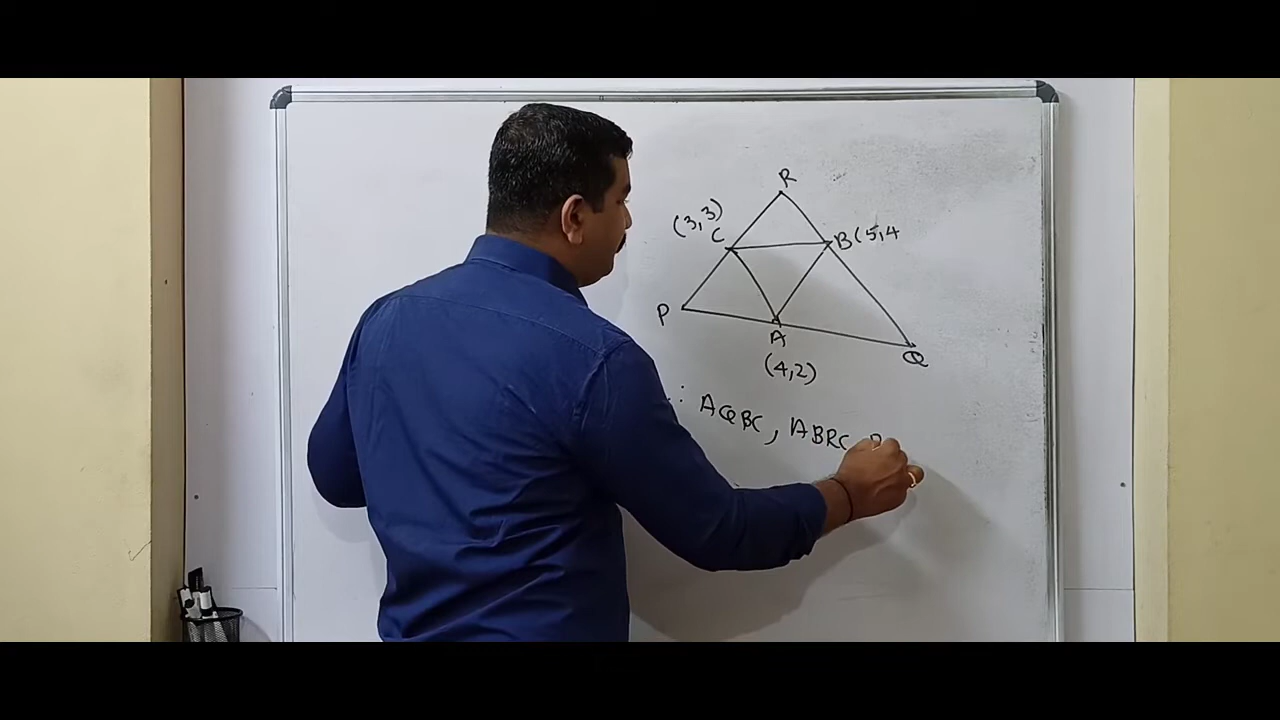 R
(3,3)
C
B(5,4
P
A
Q
(4,2)
∴ AQBC, ABRC